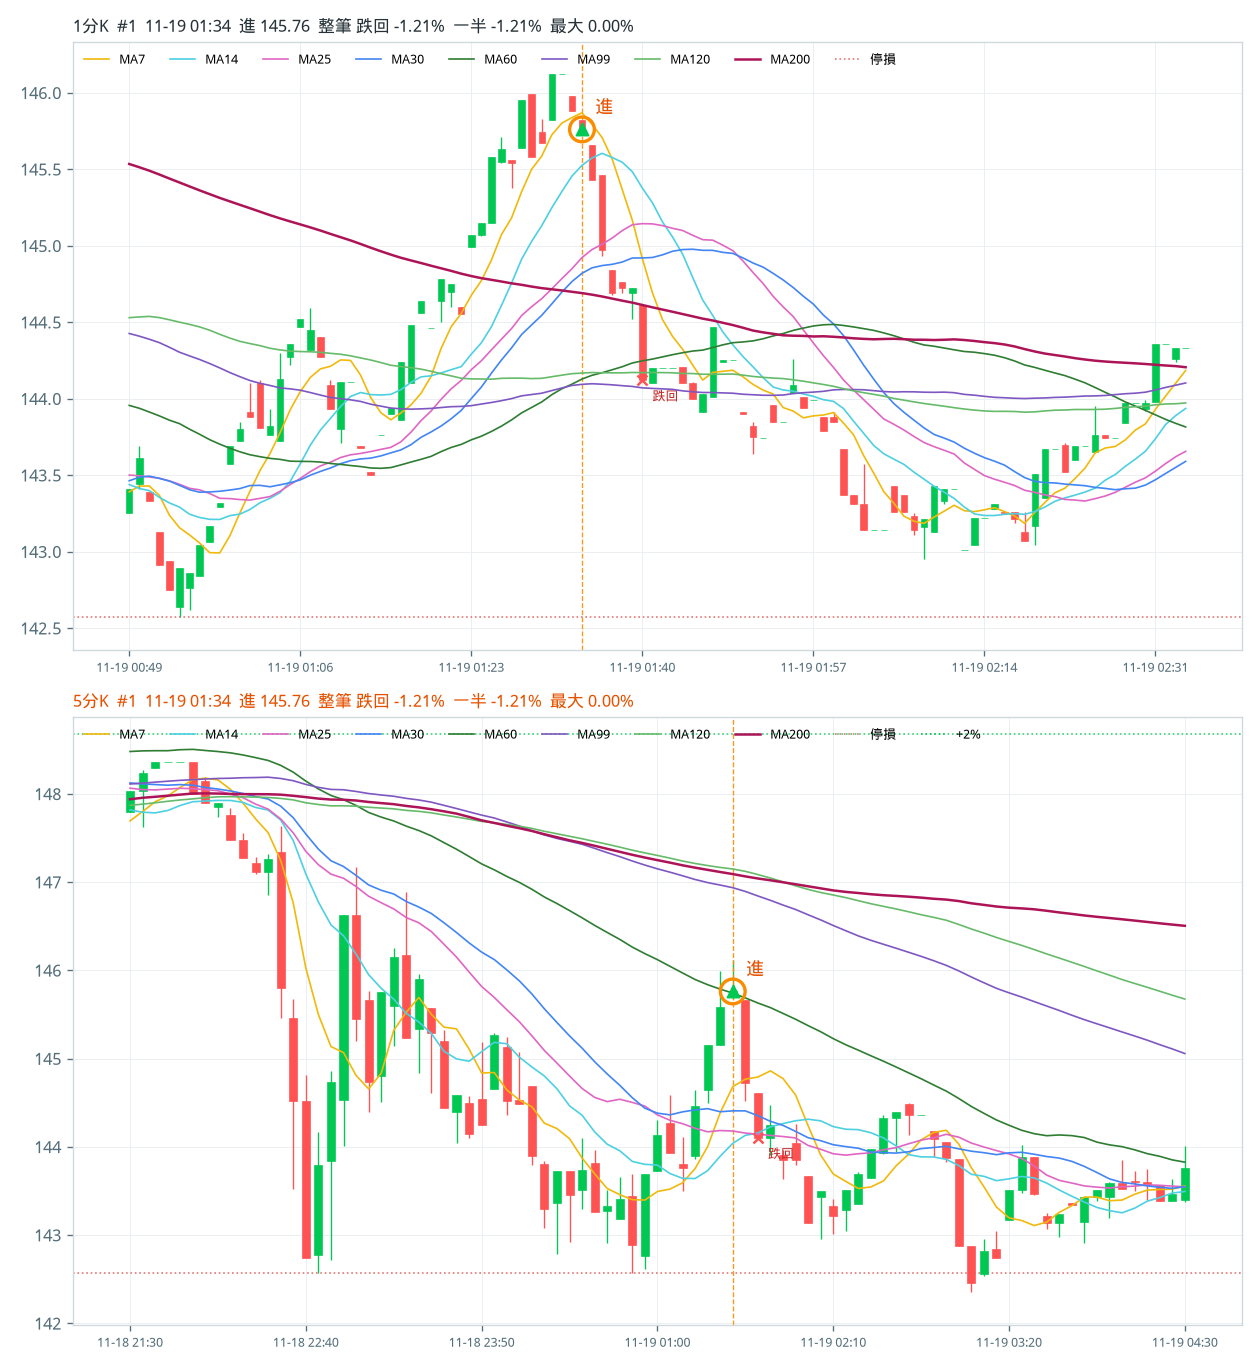 1分K  #1  11-19 01:34  進 145.76  整筆 跌回 -1.21%  一半 -1.21%  最大 0.00%
MA7 MA14 MA25 MA30 MA60 MA99 MA120 MA200 停損
146.0
進
145.5
145.0
144.5
144.0
跌回
143.5
143.0
142.5
11-19 00:49 11-19 01:06 11-19 01:23 11-19 01:40 11-19 01:57 11-19 02:14 11-19 02:31
5分K  #1  11-19 01:34  進 145.76  整筆 跌回 -1.21%  一半 -1.21%  最大 0.00%
MA7 MA14 MA25 MA30 MA60 MA99 MA120 MA200 停損 +2%
148
147
146
進
145
144
跌回
143
142
11-18 21:30 11-18 22:40 11-18 23:50 11-19 01:00 11-19 02:10 11-19 03:20 11-19 04:30